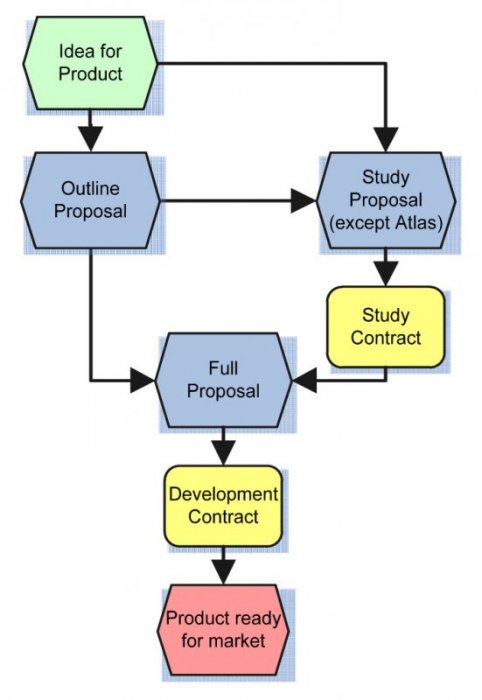 Idea for
Product
Outline
Proposal
Study
Proposal
(except Atlas)
Study
Contract
Full
Proposal
Development
Contract
Product ready
for market